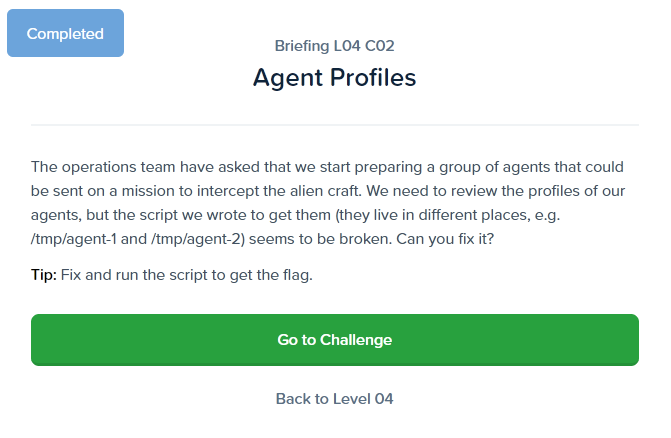 Completed
Briefing L04 C02
Agent Profiles
The operations team have asked that we start preparing a group of agents that could
be sent on a mission to intercept the alien craft. We need to review the profiles of our
agents, but the script we wrote to get them (they live in different places, e.g.
/tmp/agent-1 and /tmp/agent-2) seems to be broken. Can you fix it?
Tip: Fix and run the script to get the flag.
Go to Challenge
Back to Level 04